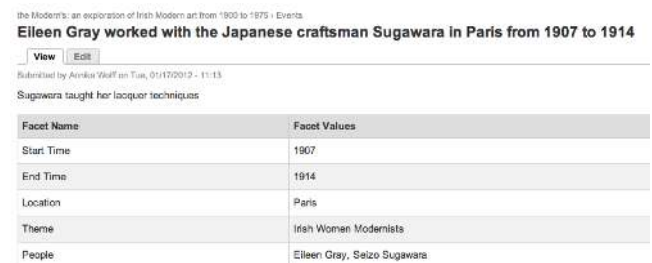 the Modern's: an exploration of Irish Modern art from 1900 to 1975 › Events
Eileen Gray worked with the Japanese craftsman Sugawara in Paris from 1907 to 1914
View Edit
Submitted by Annika Wolff on Tue, 01/17/2012 - 11:13
Sugawara taught her lacquer techniques
Facet Name Facet Values
Start Time 1907
End Time 1914
Location Paris
Theme Irish Women Modernists
People Eileen Gray, Seizo Sugawara